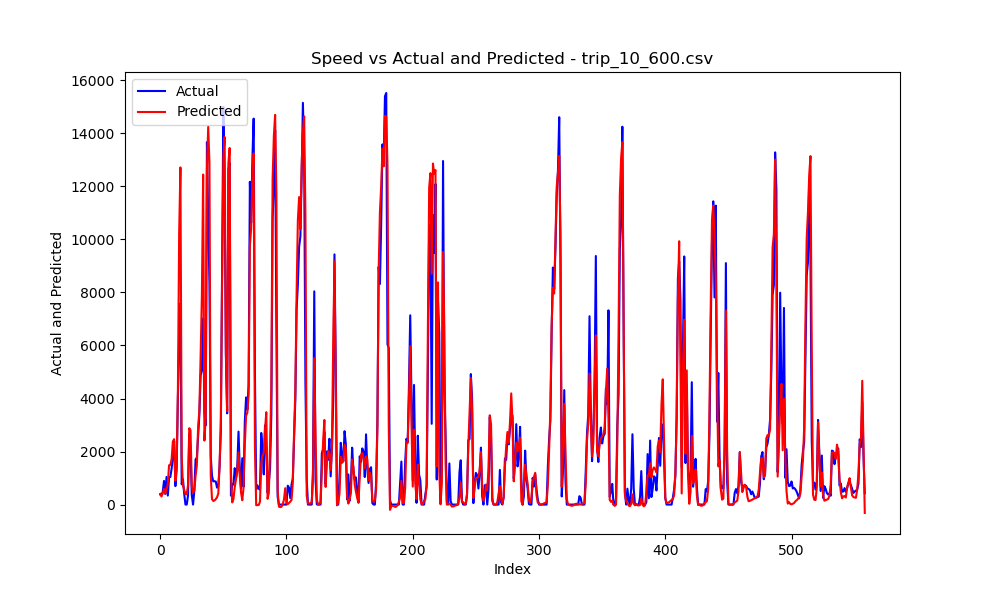 Speed vs Actual and Predicted - trip_10_600.csv
Actual
Predicted
16000
14000
12000
10000
8000
6000
4000
2000
0
Actual and Predicted
0 100 200 300 400 500
Index